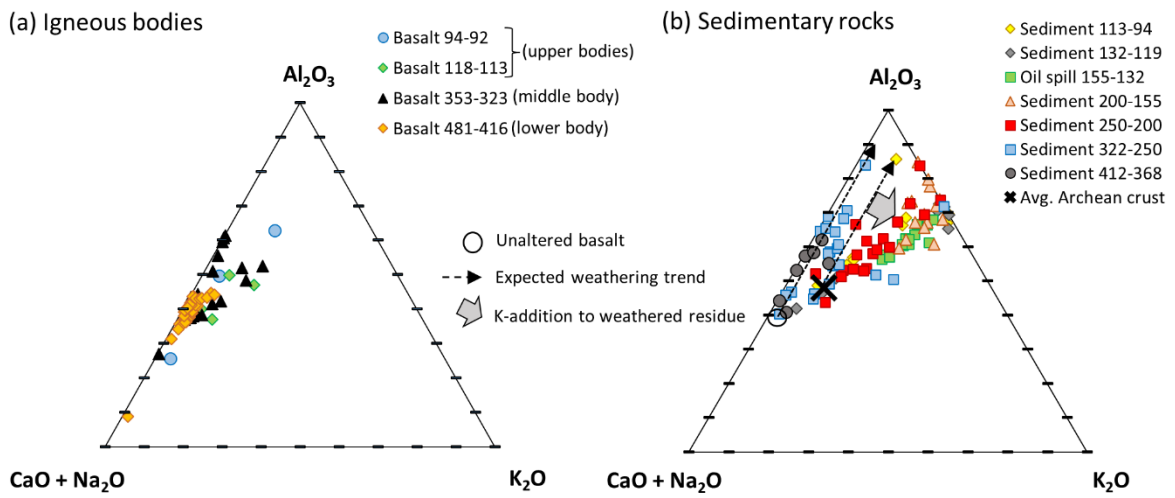 (a) Igneous bodies
Basalt 94-92
Basalt 118-113
(upper bodies)
Basalt 353-323 (middle body)
Basalt 481-416 (lower body)
Al₂O₃
CaO + Na₂O
K₂O
Unaltered basalt
Expected weathering trend
K-addition to weathered residue
(b) Sedimentary rocks
Sediment 113-94
Sediment 132-119
Oil spill 155-132
Sediment 200-155
Sediment 250-200
Sediment 322-250
Sediment 412-368
Avg. Archean crust
Al₂O₃
CaO + Na₂O
K₂O